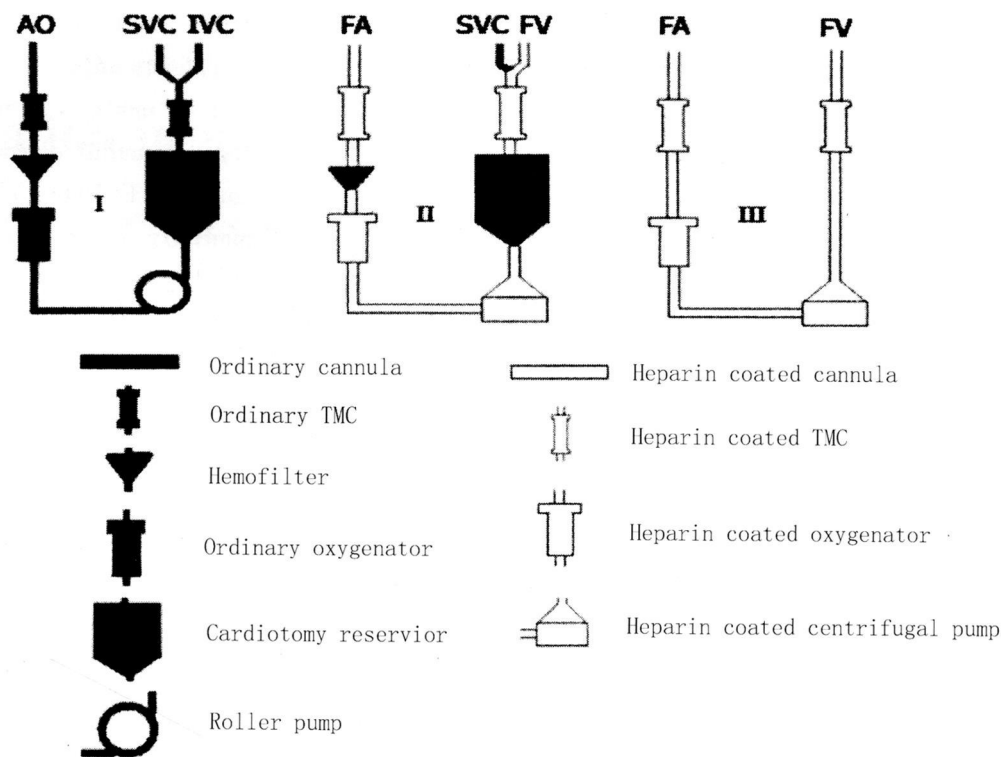 AO SVC IVC FA SVC FV FA FV
I II III
Ordinary cannula
Heparin coated cannula
Ordinary TMC
Heparin coated TMC
Hemofilter
Ordinary oxygenator
Heparin coated oxygenator
Cardiotomy reservior
Heparin coated centrifugal pump
Roller pump